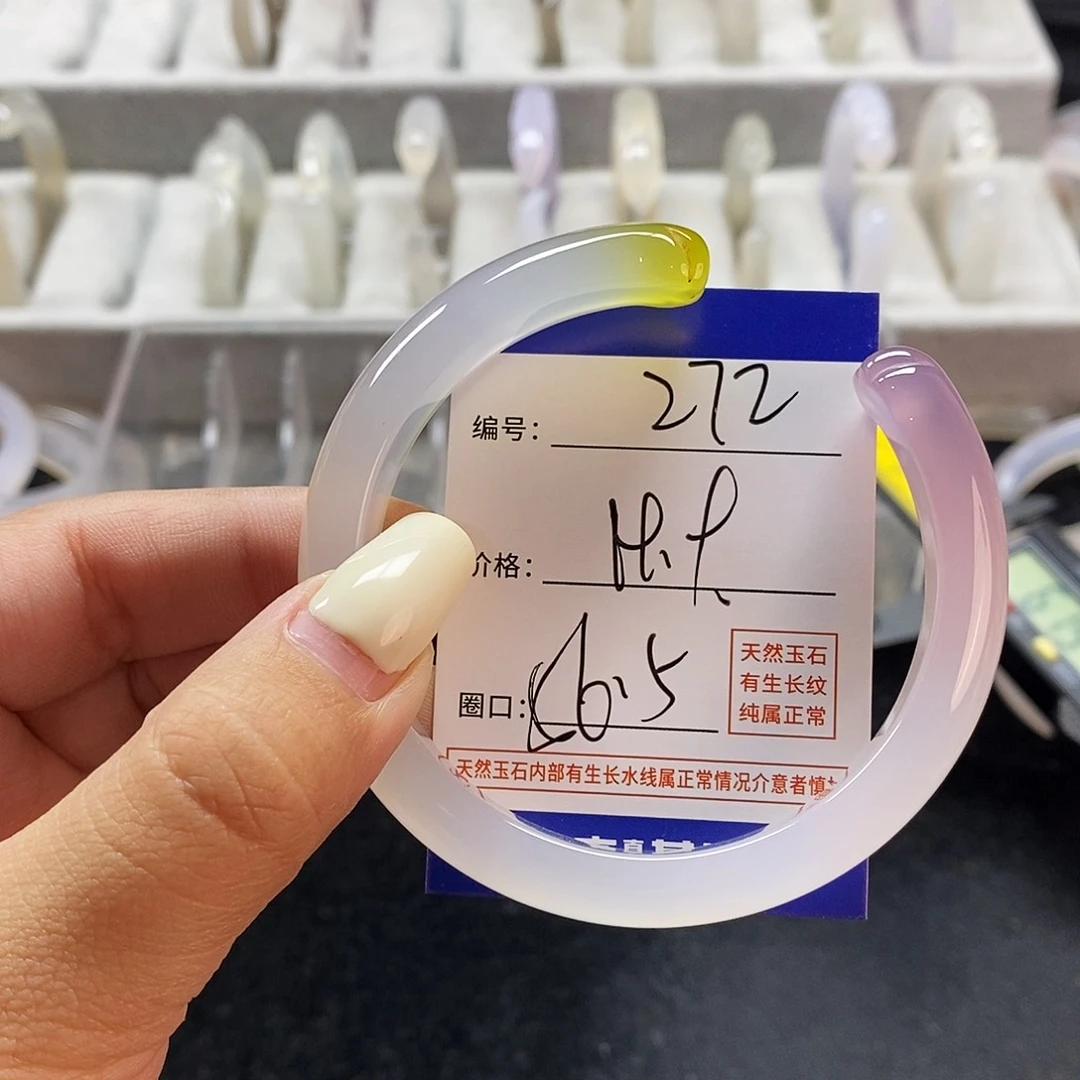 编号: 272
价格:
圈口: 6.5
天然玉石
有生长纹
纯属正常
天然玉石内部有生长水线属正常情况介意者慎